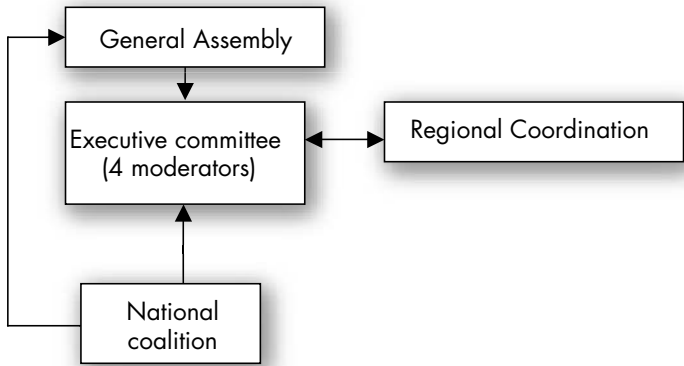 General Assembly
Executive committee
(4 moderators)
Regional Coordination
National
coalition